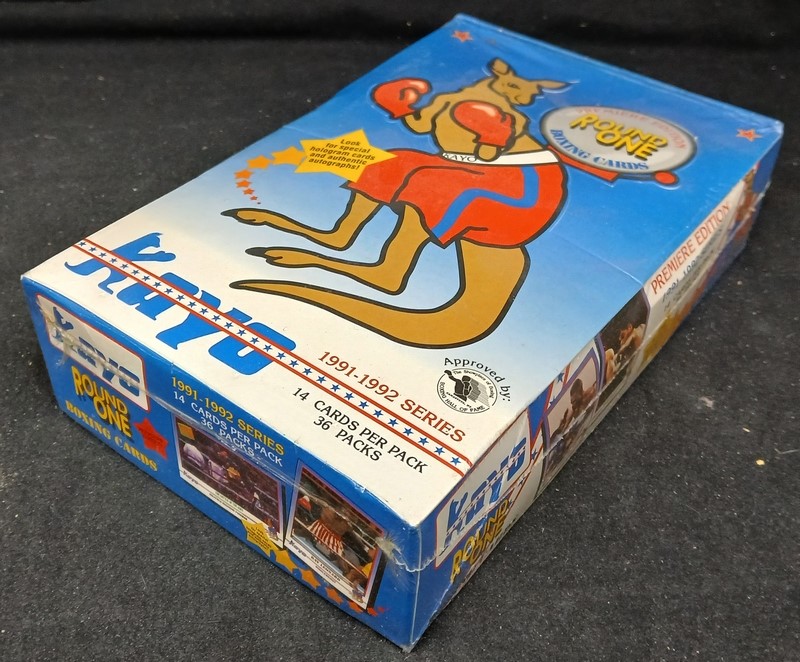 PREMIERE EDITION
ROUND
ONE
BOXING CARDS
Look
for special
hologram cards
and authentic
autographs!
KAYO
KAYO
1991-1992 SERIES
14 CARDS PER PACK
36 PACKS
Approved by:
BOXING HALL OF FAME
KAYO
ROUND
ONE
BOXING CARDS
1991-1992 SERIES
14 CARDS PER PACK
36 PACKS
PREMIERE EDITION
KAYO
ROUND
ONE